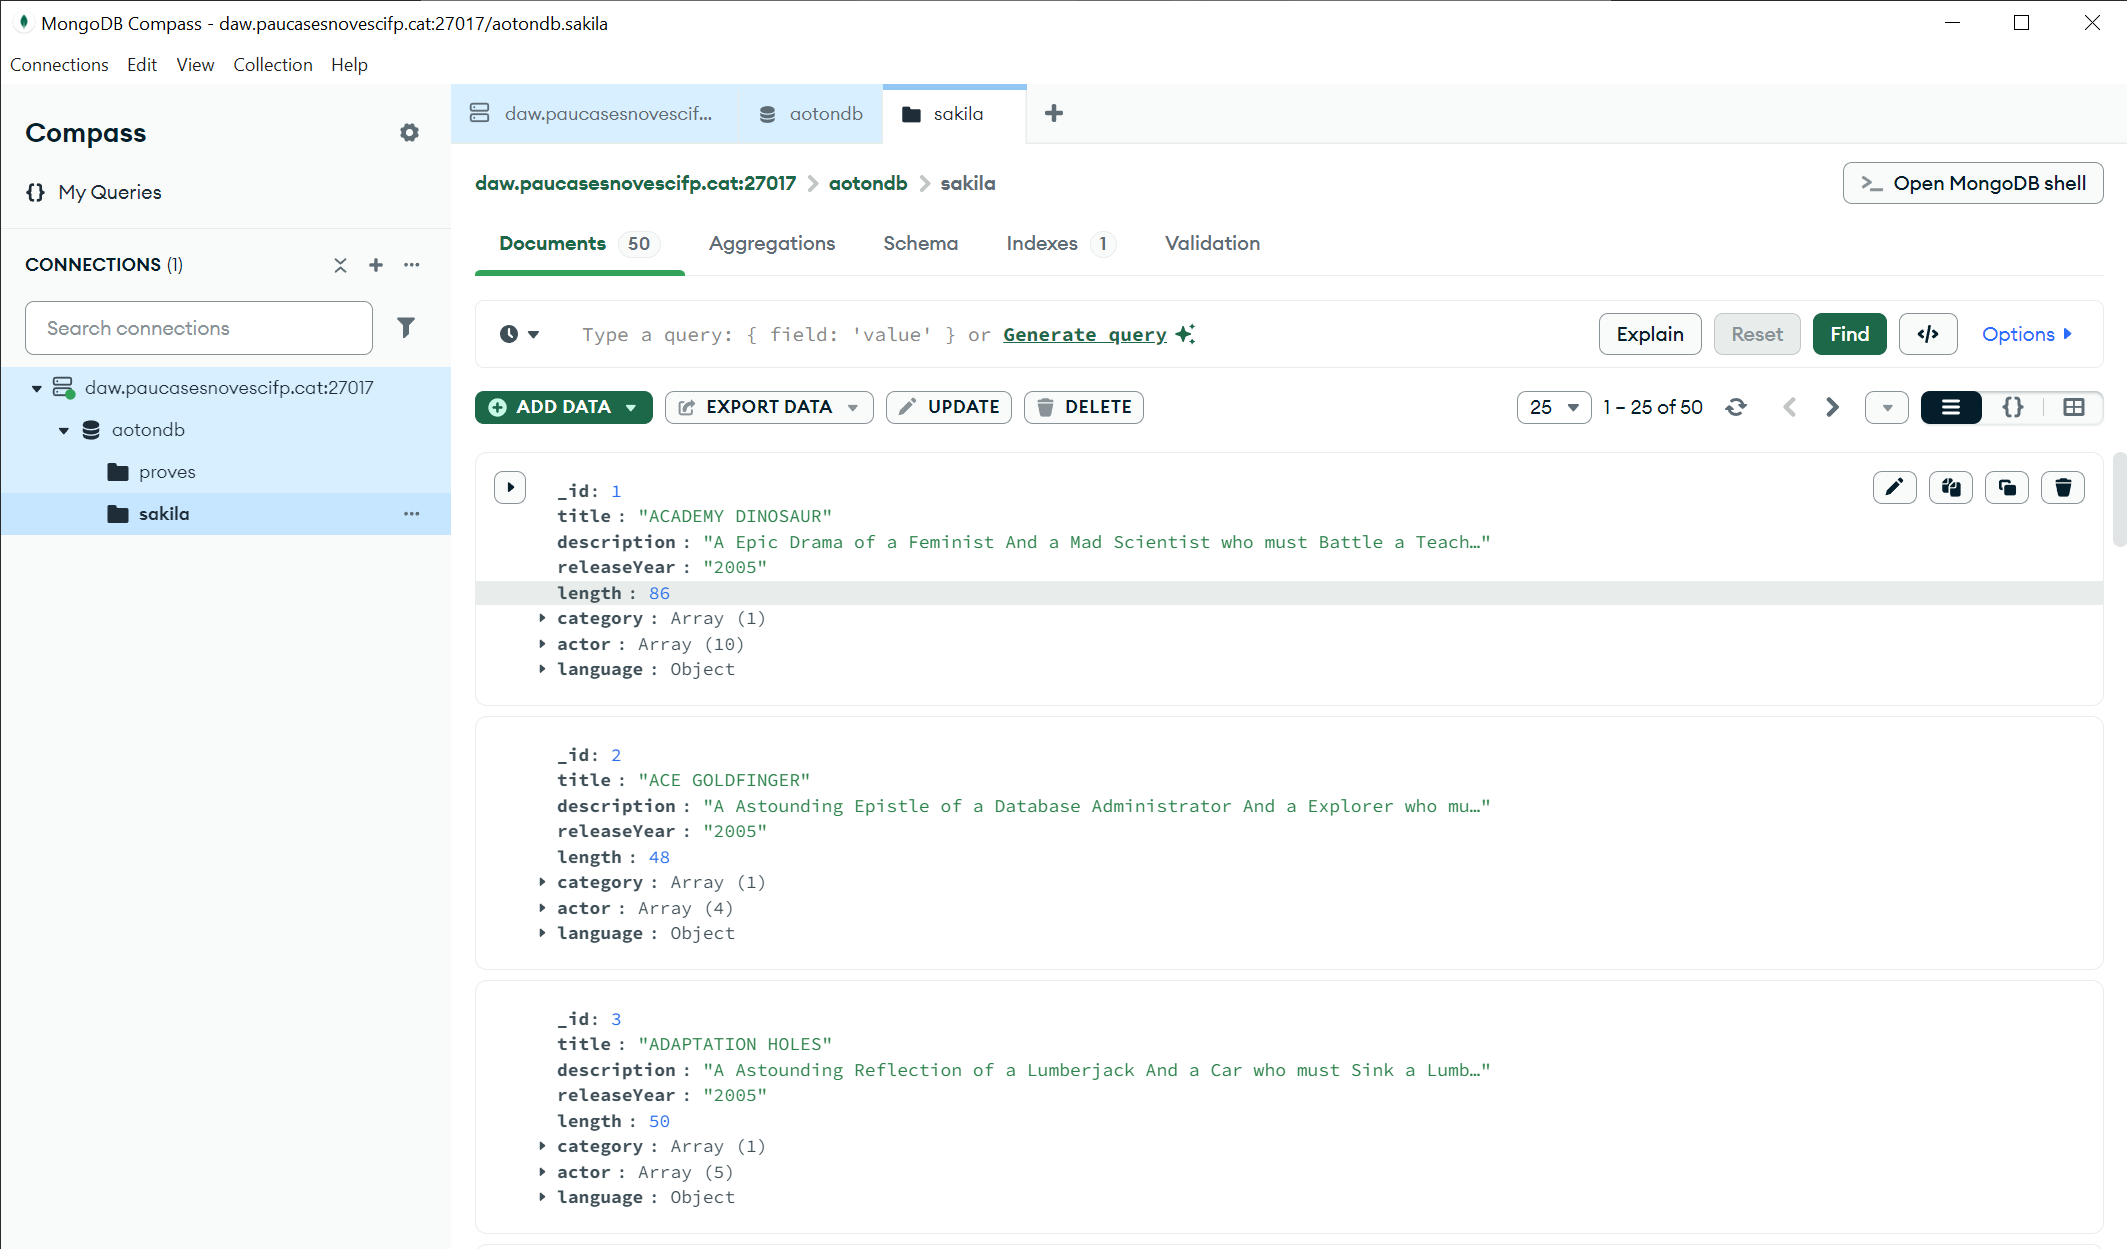 MongoDB Compass - daw.paucasesnovescifp.cat:27017/aotondb.sakila
Connections Edit View Collection Help
Compass
{} My Queries
CONNECTIONS (1)
Search connections
daw.paucasesnovescifp.cat:27017
aotondb
proves
sakila
daw.paucasesnovescif... aotondb sakila
daw.paucasesnovescifp.cat:27017 > aotondb > sakila
>_ Open MongoDB shell
Documents 50 Aggregations Schema Indexes 1 Validation
Type a query: { field: 'value' } or Generate query
Explain Reset Find </> Options
ADD DATA EXPORT DATA UPDATE DELETE
25 1 – 25 of 50 {}
_id: 1
title : "ACADEMY DINOSAUR"
description : "A Epic Drama of a Feminist And a Mad Scientist who must Battle a Teach…"
releaseYear : "2005"
length : 86
category : Array (1)
actor : Array (10)
language : Object
_id: 2
title : "ACE GOLDFINGER"
description : "A Astounding Epistle of a Database Administrator And a Explorer who mu…"
releaseYear : "2005"
length : 48
category : Array (1)
actor : Array (4)
language : Object
_id: 3
title : "ADAPTATION HOLES"
description : "A Astounding Reflection of a Lumberjack And a Car who must Sink a Lumb…"
releaseYear : "2005"
length : 50
category : Array (1)
actor : Array (5)
language : Object